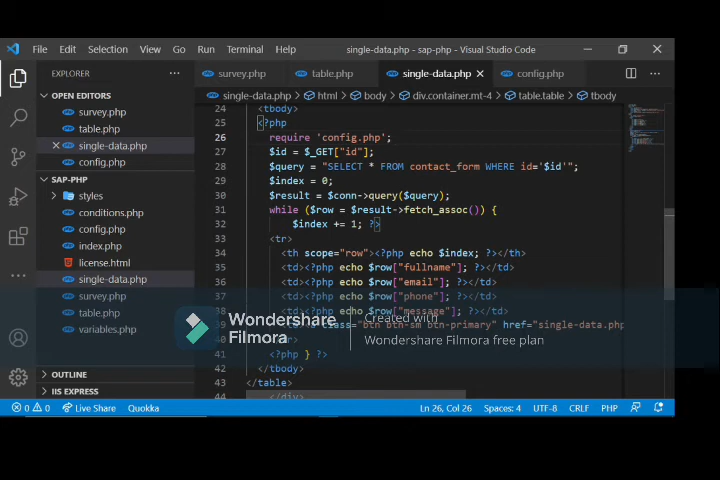 File Edit Selection View Go Run Terminal Help single-data.php - sap-php - Visual Studio Code
EXPLORER
survey.php table.php single-data.php config.php
OPEN EDITORS
survey.php
table.php
single-data.php
config.php
SAP-PHP
styles
conditions.php
config.php
index.php
license.html
single-data.php
survey.php
table.php
variables.php
OUTLINE
IIS EXPRESS
single-data.php > html > body > div.container.mt-4 > table.table > tbody
24 <tbody>
25 <?php
26 require 'config.php';
27 $id = $_GET["id"];
28 $query = "SELECT * FROM contact_form WHERE id='$id'";
29 $index = 0;
30 $result = $conn->query($query);
31 while ($row = $result->fetch_assoc()) {
32 $index += 1; ?>
33 <tr>
34 <th scope="row"><?php echo $index; ?></th>
35 <td><?php echo $row["fullname"]; ?></td>
36 <td><?php echo $row["email"]; ?></td>
37 <td><?php echo $row["phone"]; ?></td>
38 <td><?php echo $row["message"]; ?></td>
class="btn btn-sm btn-primary" href="single-data.php
41 <?php } ?>
42 </tbody>
43 </table>
44 </div>
Wondershare
Filmora
Created with
Wondershare Filmora free plan
0 0 Live Share Quokka Ln 26, Col 26 Spaces: 4 UTF-8 CRLF PHP